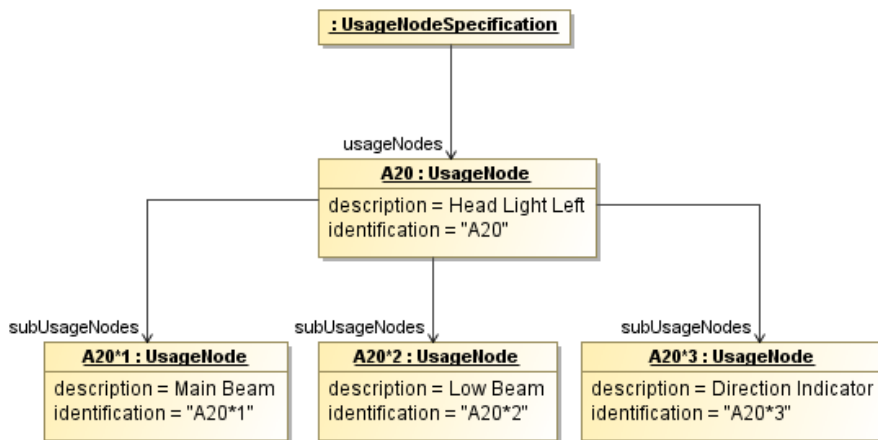 : UsageNodeSpecification
usageNodes
A20 : UsageNode
description = Head Light Left
identification = "A20"
subUsageNodes
subUsageNodes
subUsageNodes
A20*1 : UsageNode
description = Main Beam
identification = "A20*1"
A20*2 : UsageNode
description = Low Beam
identification = "A20*2"
A20*3 : UsageNode
description = Direction Indicator
identification = "A20*3"